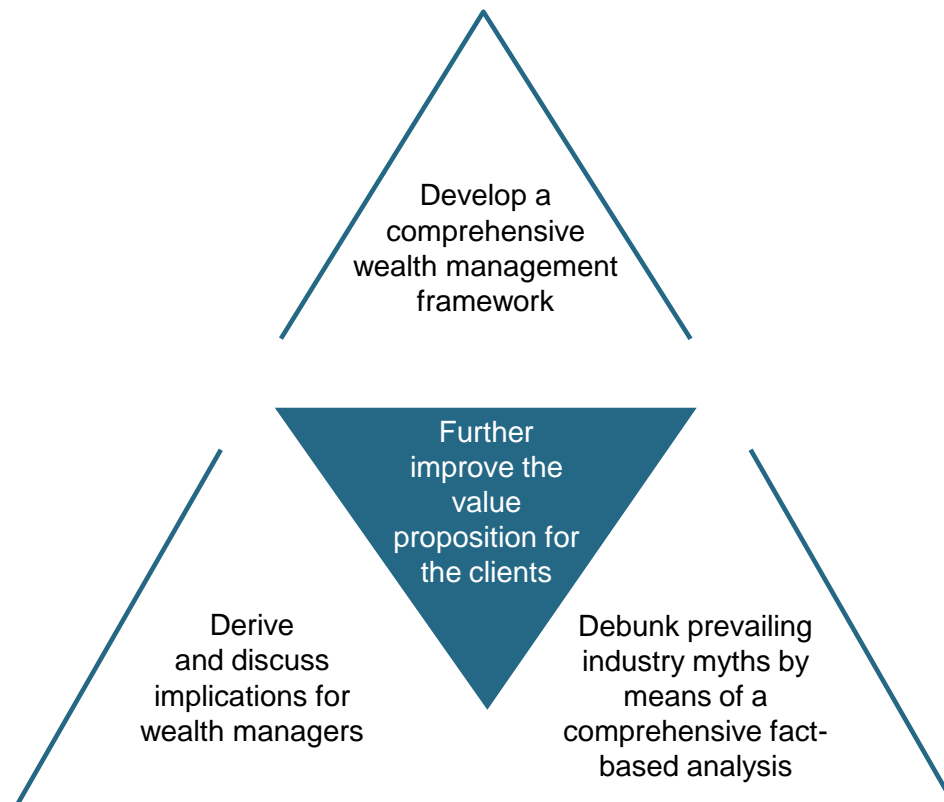 Develop a
comprehensive
wealth management
framework
Further
improve the
value
proposition for
the clients
Derive
and discuss
implications for
wealth managers
Debunk prevailing
industry myths by
means of a
comprehensive fact-
based analysis